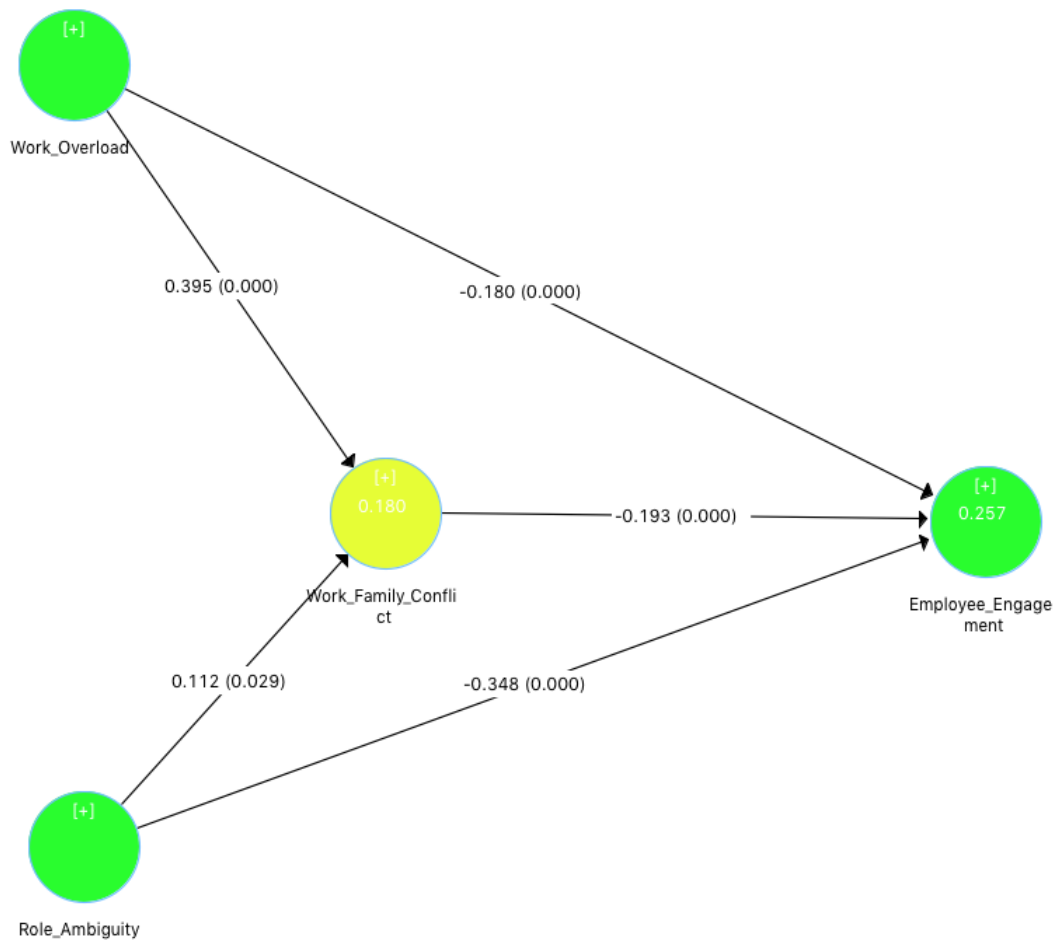 [+]
Work_Overload
0.395 (0.000)
-0.180 (0.000)
[+]
0.180
Work_Family_Confli
ct
-0.193 (0.000)
[+]
0.257
Employee_Engage
ment
0.112 (0.029)
-0.348 (0.000)
[+]
Role_Ambiguity